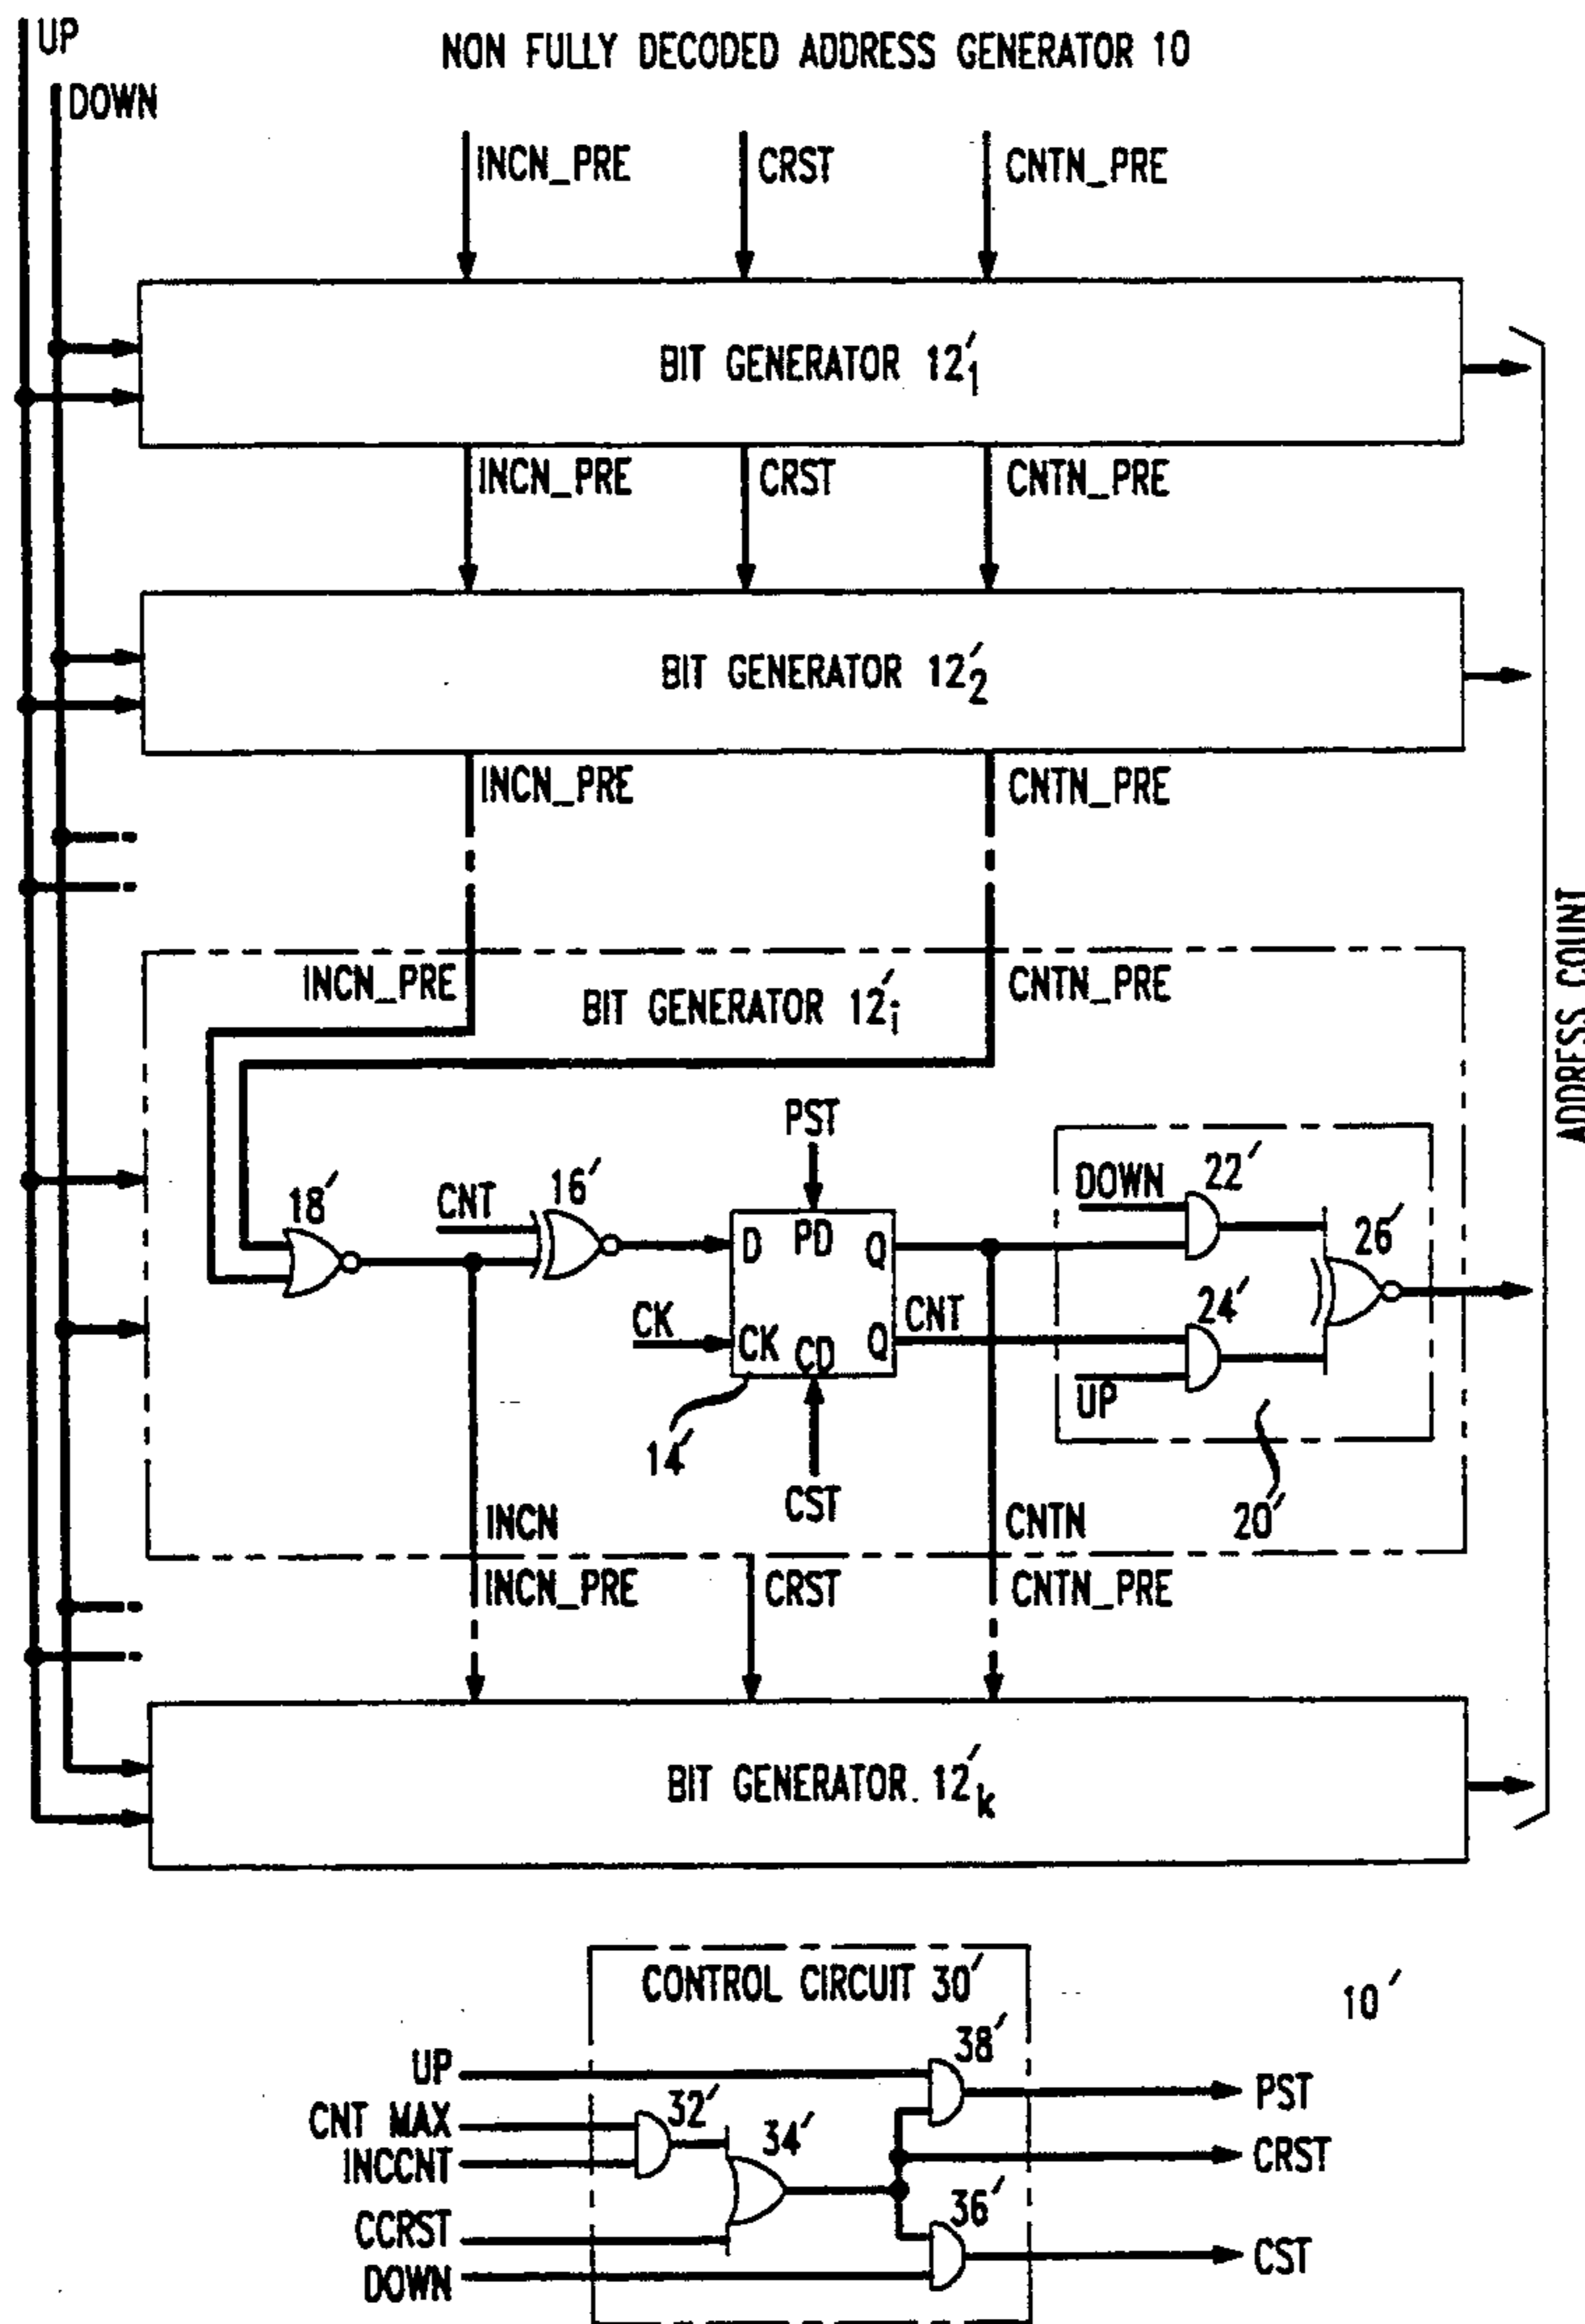 UP
NON FULLY DECODED ADDRESS GENERATOR 10
DOWN
INCN_PRE CRST CNTN_PRE
BIT GENERATOR 12'1
INCN_PRE CRST CNTN_PRE
BIT GENERATOR 12'2
INCN_PRE CNTN_PRE
ADDRESS COUNT
INCN_PRE BIT GENERATOR 12'i CNTN_PRE
PST
18' CNT 16' DOWN 22'
D PD Q 26'
CK CK CD Q CNT 24'
UP
14' CST 20'
INCN CNTN
INCN_PRE CRST CNTN_PRE
BIT GENERATOR. 12'k
CONTROL CIRCUIT 30' 10'
UP 38' PST
CNT MAX 32' 34'
INCCNT CRST
CCRST 36' CST
DOWN